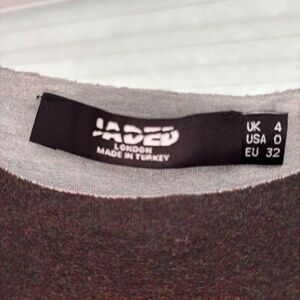 JADED
LONDON
MADE IN TURKEY
UK 4
USA 0
EU 32